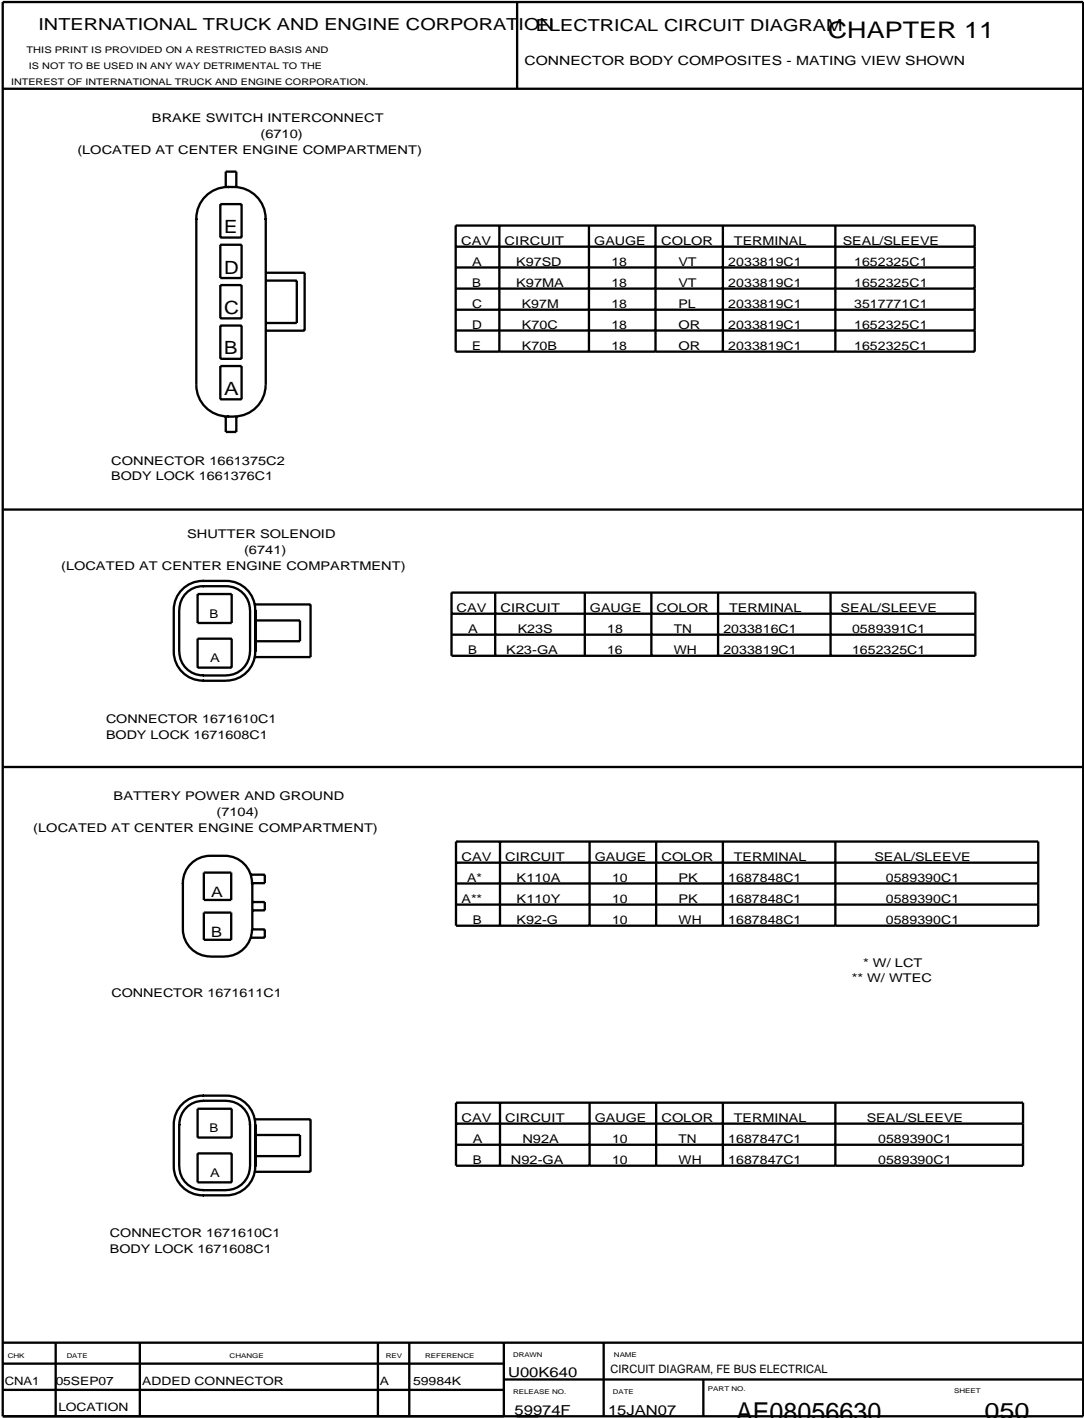 INTERNATIONAL TRUCK AND ENGINE CORPORATION
THIS PRINT IS PROVIDED ON A RESTRICTED BASIS AND
IS NOT TO BE USED IN ANY WAY DETRIMENTAL TO THE
INTEREST OF INTERNATIONAL TRUCK AND ENGINE CORPORATION.
ELECTRICAL CIRCUIT DIAGRAM
CHAPTER 11
CONNECTOR BODY COMPOSITES - MATING VIEW SHOWN
BRAKE SWITCH INTERCONNECT
(6710)
(LOCATED AT CENTER ENGINE COMPARTMENT)
E
D
C
B
A
CONNECTOR 1661375C2
BODY LOCK 1661376C1
CAV CIRCUIT GAUGE COLOR TERMINAL SEAL/SLEEVE
A K97SD 18 VT 2033819C1 1652325C1
B K97MA 18 VT 2033819C1 1652325C1
C K97M 18 PL 2033819C1 3517771C1
D K70C 18 OR 2033819C1 1652325C1
E K70B 18 OR 2033819C1 1652325C1
SHUTTER SOLENOID
(6741)
(LOCATED AT CENTER ENGINE COMPARTMENT)
B
A
CONNECTOR 1671610C1
BODY LOCK 1671608C1
CAV CIRCUIT GAUGE COLOR TERMINAL SEAL/SLEEVE
A K23S 18 TN 2033816C1 0589391C1
B K23-GA 16 WH 2033819C1 1652325C1
BATTERY POWER AND GROUND
(7104)
(LOCATED AT CENTER ENGINE COMPARTMENT)
A
B
CONNECTOR 1671611C1
CAV CIRCUIT GAUGE COLOR TERMINAL SEAL/SLEEVE
A* K110A 10 PK 1687848C1 0589390C1
A** K110Y 10 PK 1687848C1 0589390C1
B K92-G 10 WH 1687848C1 0589390C1
* W/ LCT
** W/ WTEC
B
A
CONNECTOR 1671610C1
BODY LOCK 1671608C1
CAV CIRCUIT GAUGE COLOR TERMINAL SEAL/SLEEVE
A N92A 10 TN 1687847C1 0589390C1
B N92-GA 10 WH 1687847C1 0589390C1
CHK DATE CHANGE REV REFERENCE
CNA1 05SEP07 ADDED CONNECTOR A 59984K
LOCATION
DRAWN
U00K640
NAME
CIRCUIT DIAGRAM, FE BUS ELECTRICAL
RELEASE NO.
59974F
DATE
15JAN07
PART NO.
AE08056630
SHEET
050